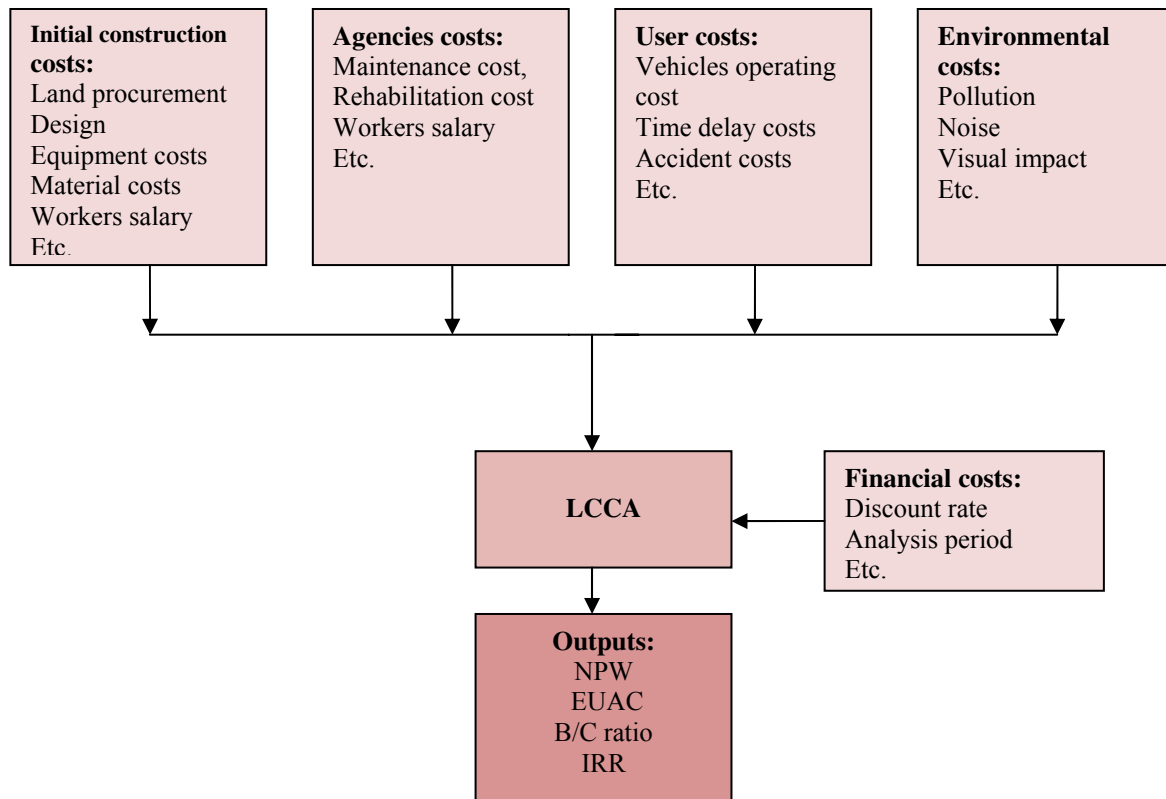 Initial construction
costs:
Land procurement
Design
Equipment costs
Material costs
Workers salary
Etc.
Agencies costs:
Maintenance cost,
Rehabilitation cost
Workers salary
Etc.
User costs:
Vehicles operating
cost
Time delay costs
Accident costs
Etc.
Environmental
costs:
Pollution
Noise
Visual impact
Etc.
LCCA
Financial costs:
Discount rate
Analysis period
Etc.
Outputs:
NPW
EUAC
B/C ratio
IRR